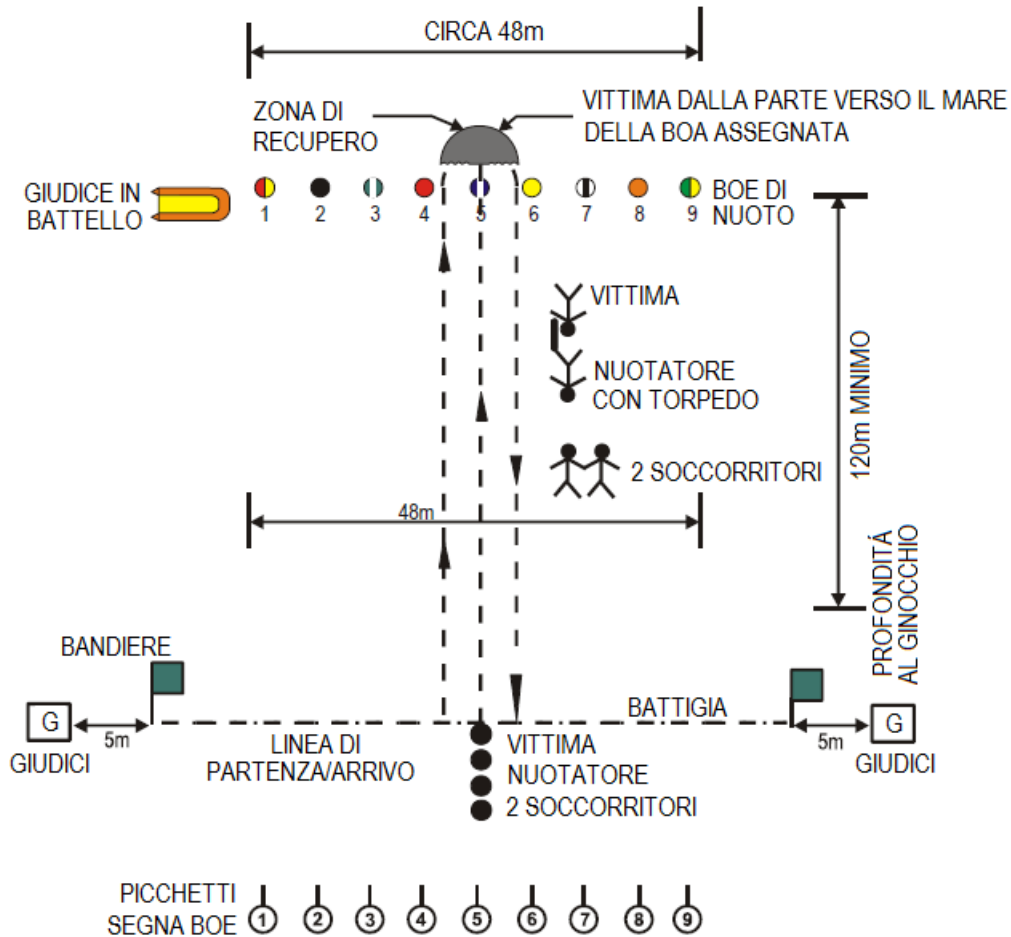 CIRCA 48m
ZONA DI
RECUPERO
VITTIMA DALLA PARTE VERSO IL MARE
DELLA BOA ASSEGNATA
GIUDICE IN
BATTELLO
1 2 3 4 5 6 7 8 9
BOE DI
NUOTO
VITTIMA
NUOTATORE
CON TORPEDO
120m MINIMO
2 SOCCORRITORI
48m
PROFONDITÁ
AL GINOCCHIO
BANDIERE
BATTIGIA
G
5m
GIUDICI
LINEA DI
PARTENZA/ARRIVO
VITTIMA
NUOTATORE
2 SOCCORRITORI
5m
G
GIUDICI
PICCHETTI
SEGNA BOE
1 2 3 4 5 6 7 8 9